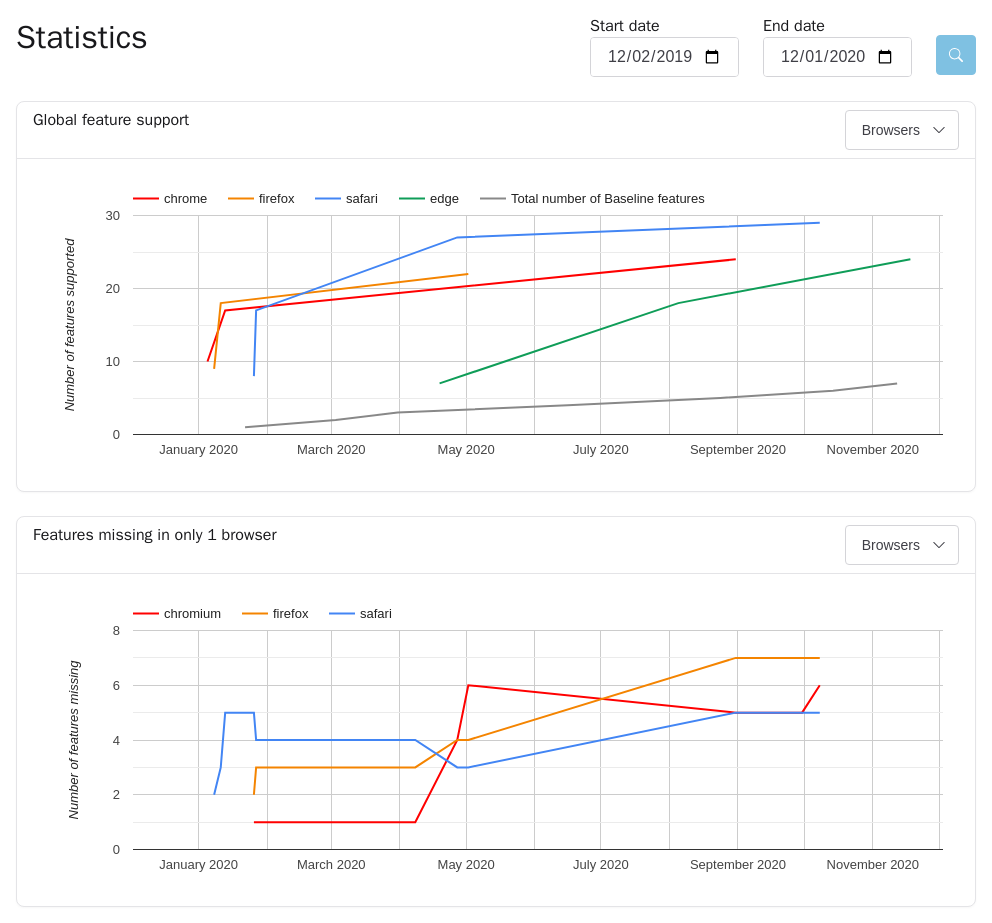 Statistics
Start date
End date
12/02/2019
12/01/2020
Global feature support
Browsers
chrome firefox safari edge Total number of Baseline features
Number of features supported
30
20
10
0
January 2020 March 2020 May 2020 July 2020 September 2020 November 2020
Features missing in only 1 browser
Browsers
chromium firefox safari
Number of features missing
8
6
4
2
0
January 2020 March 2020 May 2020 July 2020 September 2020 November 2020